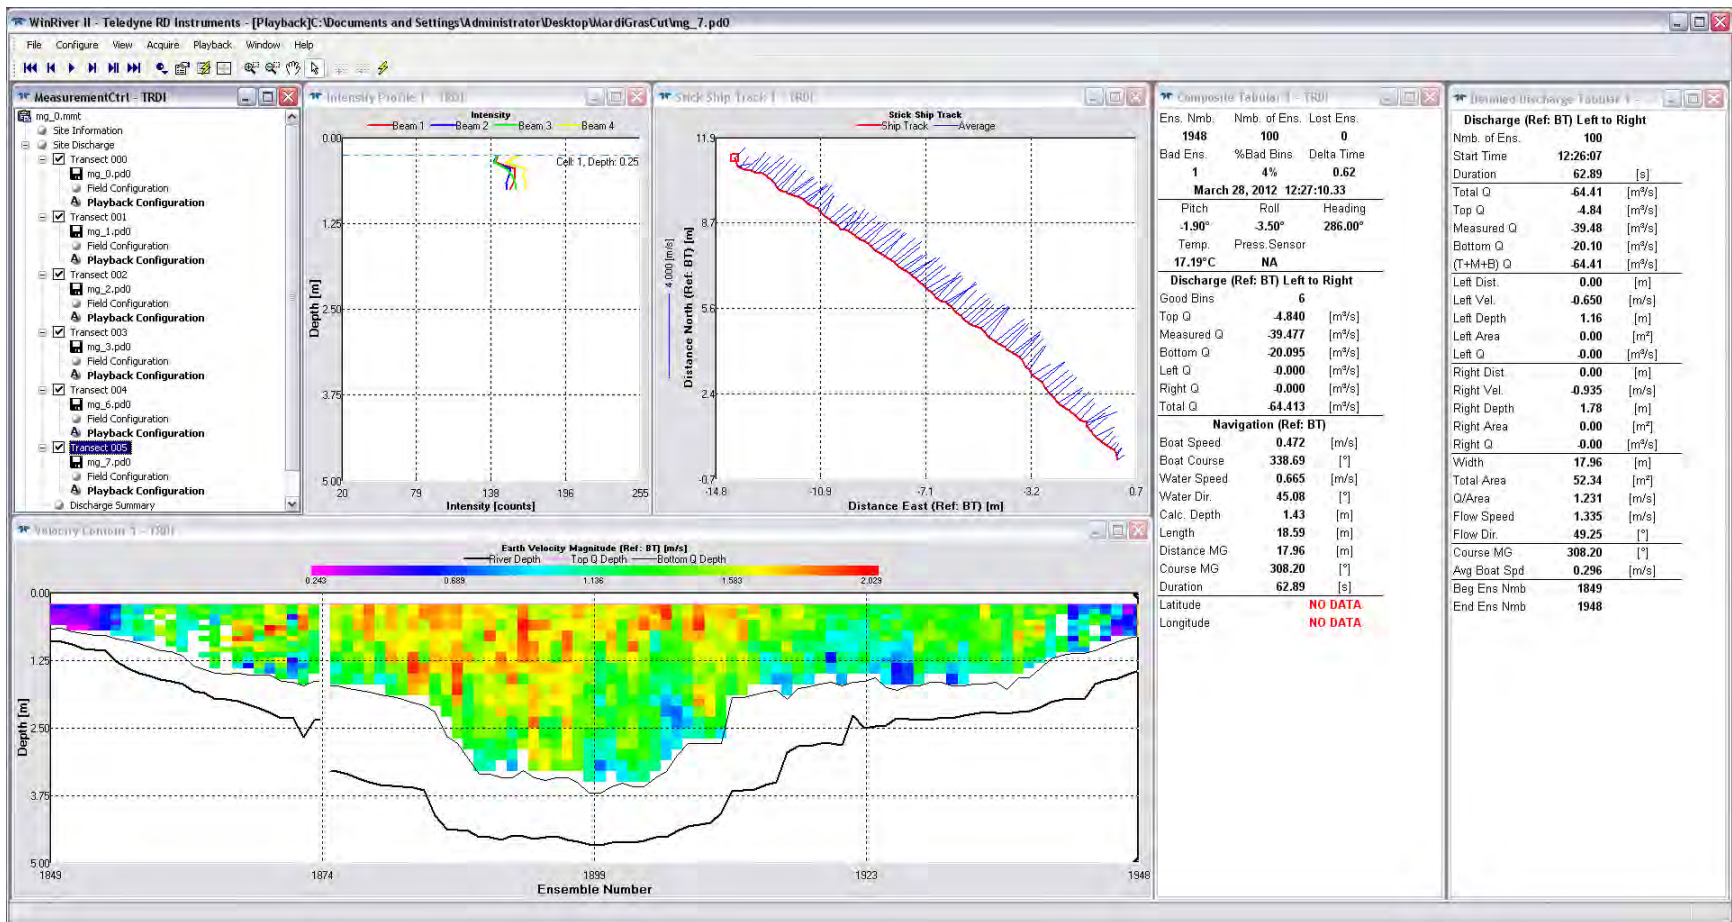 WinRiver II - Teledyne RD Instruments - [Playback]C:\Documents and Settings\Administrator\Desktop\MardiGrasCut\mg_7.pd0
File Configure View Acquire Playback Window Help
MeasurementCtrl - TRDI
mg_0.mmt
Site Information
Site Discharge
Transect 000
mg_0.pd0
Field Configuration
Playback Configuration
Transect 001
mg_1.pd0
Field Configuration
Playback Configuration
Transect 002
mg_2.pd0
Field Configuration
Playback Configuration
Transect 003
mg_3.pd0
Field Configuration
Playback Configuration
Transect 004
mg_6.pd0
Field Configuration
Playback Configuration
Transect 005
mg_7.pd0
Field Configuration
Playback Configuration
Discharge Summary
Intensity Profile 1 - TRDI
Intensity
Beam 1 Beam 2 Beam 3 Beam 4
Cell: 1, Depth: 0.25
0.00
1.25
2.50
3.75
5.00
Depth [m]
20 79 138 196 255
Intensity [counts]
Stick Ship Track 1 - TRDI
Stick Ship Track
Ship Track Average
11.9
8.7
5.6
2.4
-0.7
4.000 [m/s]
Distance North (Ref: BT) [m]
-14.8 -10.9 -7.1 -3.2 0.7
Distance East (Ref: BT) [m]
Composite Tabular 1 - TRDI
Ens. Nmb. Nmb. of Ens. Lost Ens.
1948 100 0
Bad Ens. %Bad Bins Delta Time
1 4% 0.62
March 28, 2012 12:27:10.33
Pitch Roll Heading
-1.90° -3.50° 286.00°
Temp. Press.Sensor
17.19°C NA
Discharge (Ref: BT) Left to Right
Good Bins 6
Top Q -4.840 [m³/s]
Measured Q -39.477 [m³/s]
Bottom Q -20.095 [m³/s]
Left Q -0.000 [m³/s]
Right Q -0.000 [m³/s]
Total Q -64.413 [m³/s]
Navigation (Ref: BT)
Boat Speed 0.472 [m/s]
Boat Course 338.69 [°]
Water Speed 0.665 [m/s]
Water Dir. 45.08 [°]
Calc. Depth 1.43 [m]
Length 18.59 [m]
Distance MG 17.96 [m]
Course MG 308.20 [°]
Duration 62.89 [s]
Latitude NO DATA
Longitude NO DATA
Detailed Discharge Tabular 1 -
Discharge (Ref: BT) Left to Right
Nmb. of Ens. 100
Start Time 12:26:07
Duration 62.89 [s]
Total Q -64.41 [m³/s]
Top Q -4.84 [m³/s]
Measured Q -39.48 [m³/s]
Bottom Q -20.10 [m³/s]
(T+M+B) Q -64.41 [m³/s]
Left Dist. 0.00 [m]
Left Vel. -0.650 [m/s]
Left Depth 1.16 [m]
Left Area 0.00 [m²]
Left Q -0.00 [m³/s]
Right Dist. 0.00 [m]
Right Vel. -0.935 [m/s]
Right Depth 1.78 [m]
Right Area 0.00 [m²]
Right Q -0.00 [m³/s]
Width 17.96 [m]
Total Area 52.34 [m²]
Q/Area 1.231 [m/s]
Flow Speed 1.335 [m/s]
Flow Dir. 49.25 [°]
Course MG 308.20 [°]
Avg Boat Spd 0.296 [m/s]
Beg Ens Nmb 1849
End Ens Nmb 1948
Velocity Contour 1 - TRDI
Earth Velocity Magnitude (Ref: BT) [m/s]
River Depth Top Q Depth Bottom Q Depth
0.243 0.689 1.136 1.583 2.029
0.00
1.25
2.50
3.75
5.00
Depth [m]
1849 1874 1899 1923 1948
Ensemble Number